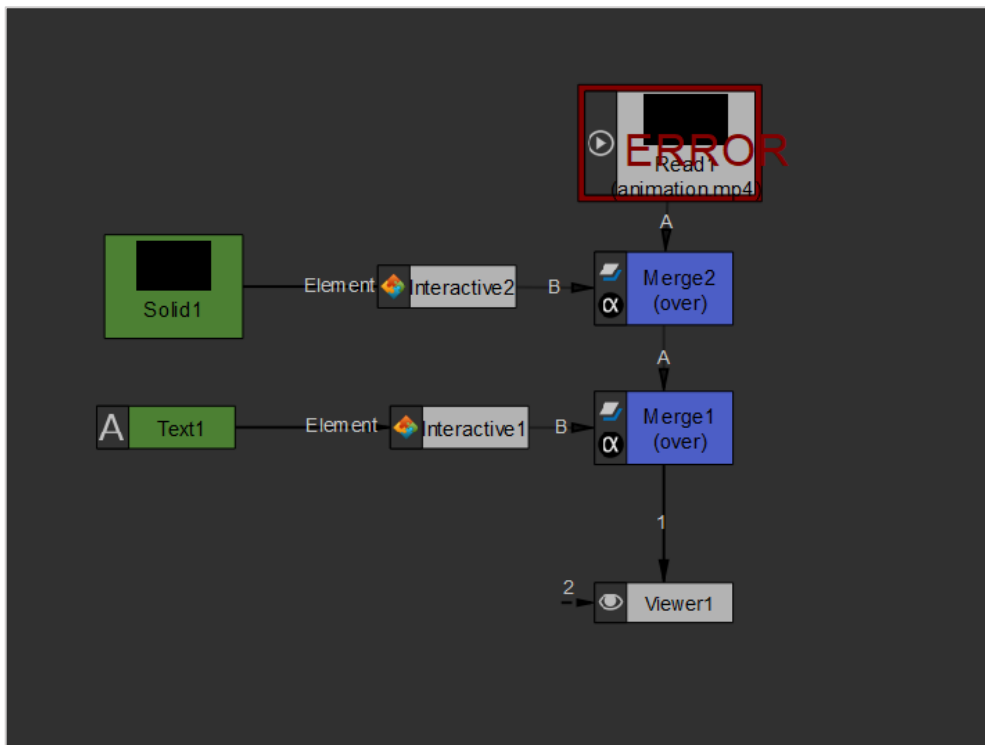 ERROR
Read1
(animation.mp4)
A
Solid1
Element
Interactive2
B
Merge2
(over)
A
A
Text1
Element
Interactive1
B
Merge1
(over)
1
2
Viewer1